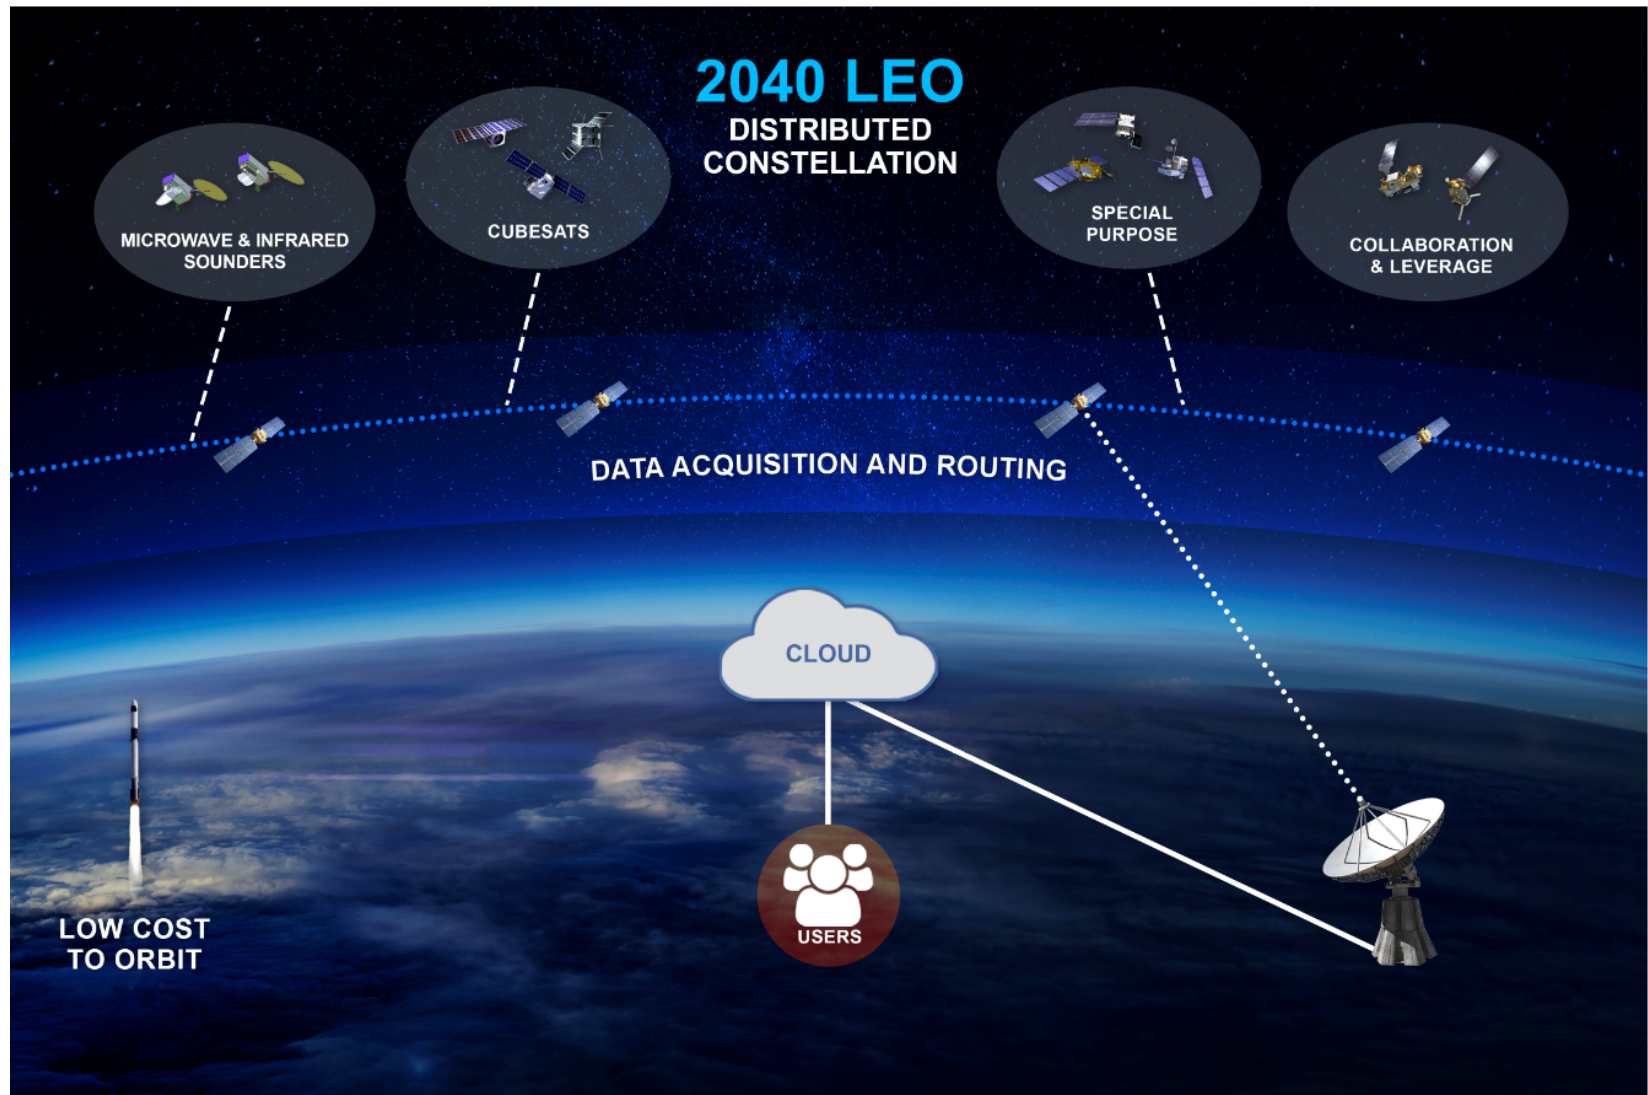 2040 LEO
DISTRIBUTED
CONSTELLATION
MICROWAVE & INFRARED
SOUNDERS
CUBESATS
SPECIAL
PURPOSE
COLLABORATION
& LEVERAGE
DATA ACQUISITION AND ROUTING
CLOUD
USERS
LOW COST
TO ORBIT